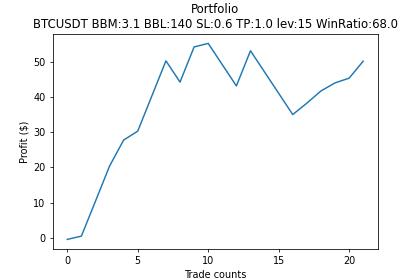 Portfolio
BTCUSDT BBM:3.1 BBL:140 SL:0.6 TP:1.0 lev:15 WinRatio:68.0
50
40
30
20
10
0
Profit ($)
0 5 10 15 20
Trade counts